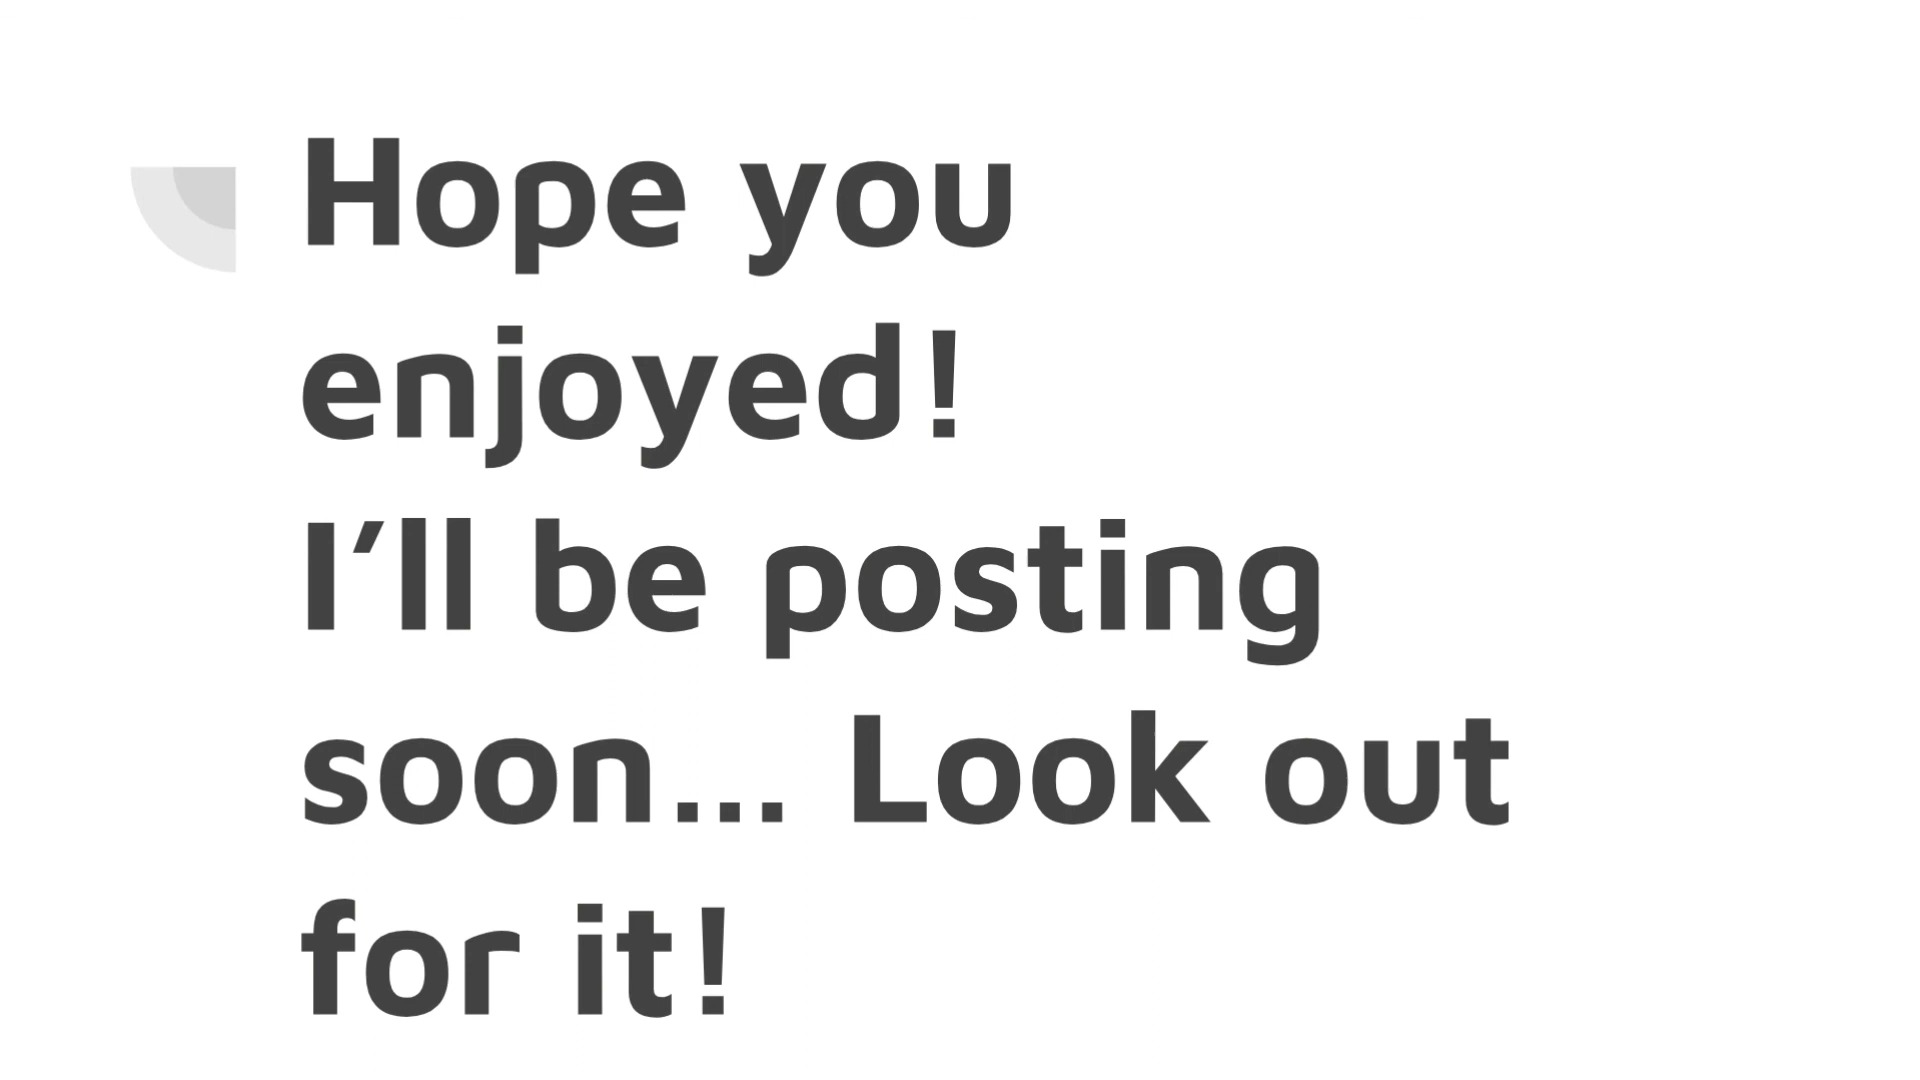 Hope you
enjoyed!
I’ll be posting
soon... Look out
for it!